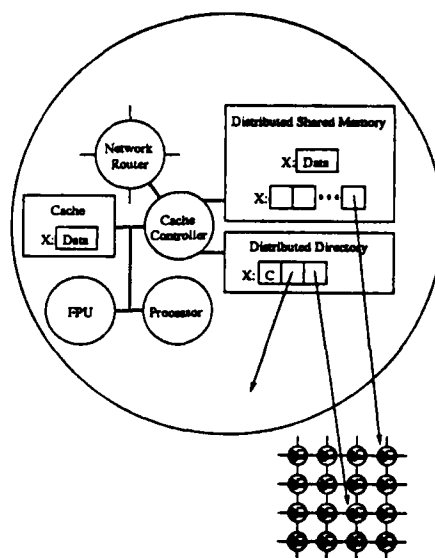 Distributed Shared Memory
Network
Router
X: Data
X: •••
Cache
X: Data
Cache
Controller
Distributed Directory
X: C
FPU
Processor